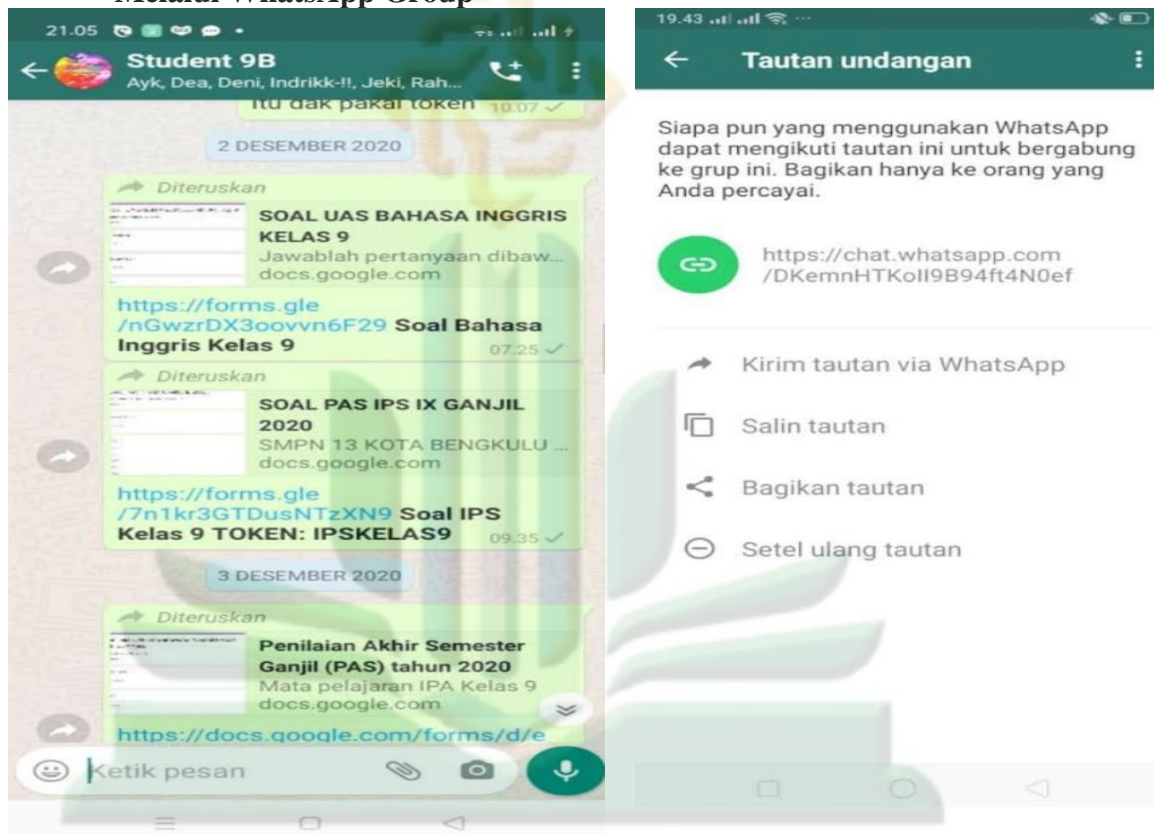 Melalui WhatsApp Group
21.05
Student 9B
Ayk, Dea, Deni, Indrikk-!!, Jeki, Rah...
Itu dak pakai token 10.07
2 DESEMBER 2020
Diteruskan
SOAL UAS BAHASA INGGRIS
KELAS 9
Jawablah pertanyaan dibaw...
docs.google.com
https://forms.gle
/nGwzrDX3oovvn6F29 Soal Bahasa
Inggris Kelas 9 07.25
Diteruskan
SOAL PAS IPS IX GANJIL
2020
SMPN 13 KOTA BENGKULU ...
docs.google.com
https://forms.gle
/7n1kr3GTDusNTzXN9 Soal IPS
Kelas 9 TOKEN: IPSKELAS9 09.35
3 DESEMBER 2020
Diteruskan
Penilaian Akhir Semester
Ganjil (PAS) tahun 2020
Mata pelajaran IPA Kelas 9
docs.google.com
https://docs.google.com/forms/d/e
Ketik pesan
19.43
Tautan undangan
Siapa pun yang menggunakan WhatsApp
dapat mengikuti tautan ini untuk bergabung
ke grup ini. Bagikan hanya ke orang yang
Anda percayai.
https://chat.whatsapp.com
/DKemnHTKoII9B94ft4N0ef
Kirim tautan via WhatsApp
Salin tautan
Bagikan tautan
Setel ulang tautan